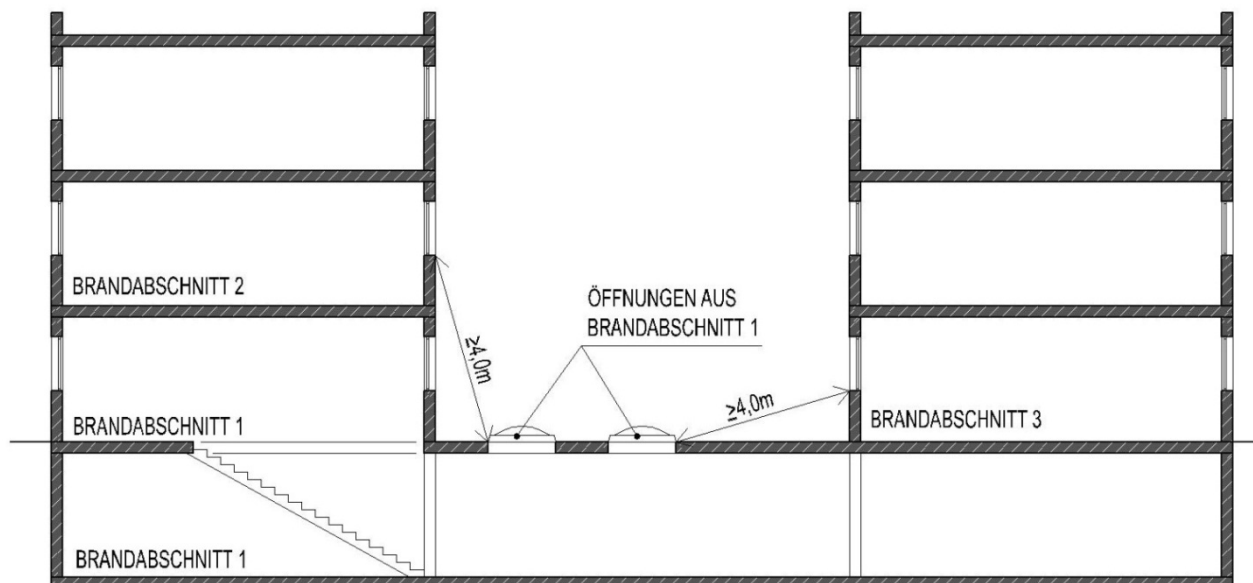 BRANDABSCHNITT 2
ÖFFNUNGEN AUS
BRANDABSCHNITT 1
≥4,0m
≥4,0m
BRANDABSCHNITT 1
BRANDABSCHNITT 3
BRANDABSCHNITT 1